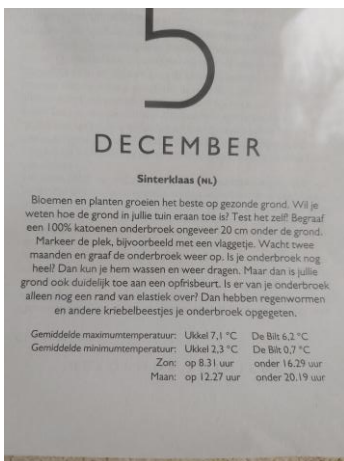 5
DECEMBER
Sinterklaas (NL)
Bloemen en planten groeien het beste op gezonde grond. Wil je
weten hoe de grond in jullie tuin eraan toe is? Test het zelf! Begraaf
een 100% katoenen onderbroek ongeveer 20 cm onder de grond.
Markeer de plek, bijvoorbeeld met een vlaggetje. Wacht twee
maanden en graaf de onderbroek weer op. Is je onderbroek nog
heel? Dan kun je hem wassen en weer dragen. Maar dan is jullie
grond ook duidelijk toe aan een opfrisbeurt. Is er van je onderbroek
alleen nog een rand van elastiek over? Dan hebben regenwormen
en andere kriebelbeestjes je onderbroek opgegeten.
Gemiddelde maximumtemperatuur: Ukkel 7,1 °C De Bilt 6,2 °C
Gemiddelde minimumtemperatuur: Ukkel 2,3 °C De Bilt 0,7 °C
Zon: op 8.31 uur onder 16.29 uur
Maan: op 12.27 uur onder 20.19 uur